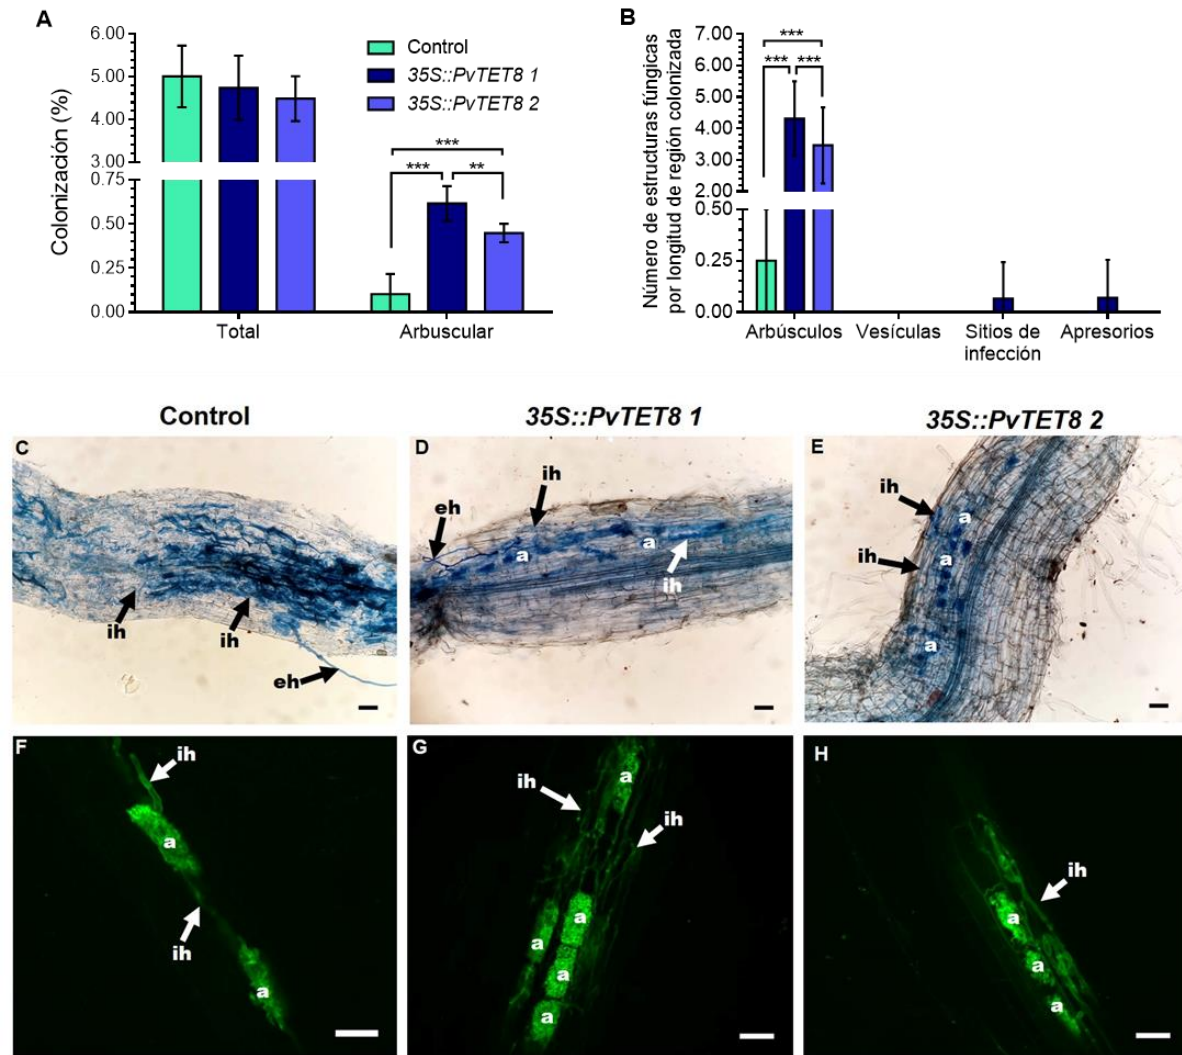 A
Colonización (%)
6.00
5.00
4.00
3.00
0.75
0.50
0.25
0.00
Control
35S::PvTET8 1
35S::PvTET8 2
***
***
**
Total
Arbuscular
B
Número de estructuras fúngicas
por longitud de región colonizada
7.00
6.00
5.00
4.00
3.00
2.00
0.50
0.25
0.00
***
***
***
Arbúsculos
Vesículas
Sitios de
infección
Apresorios
Control
35S::PvTET8 1
35S::PvTET8 2
C
ih
ih
eh
D
eh
ih
a
a
ih
E
ih
a
ih
a
a
F
ih
a
ih
a
G
a
ih
ih
a
a
a
a
H
ih
a
a
a